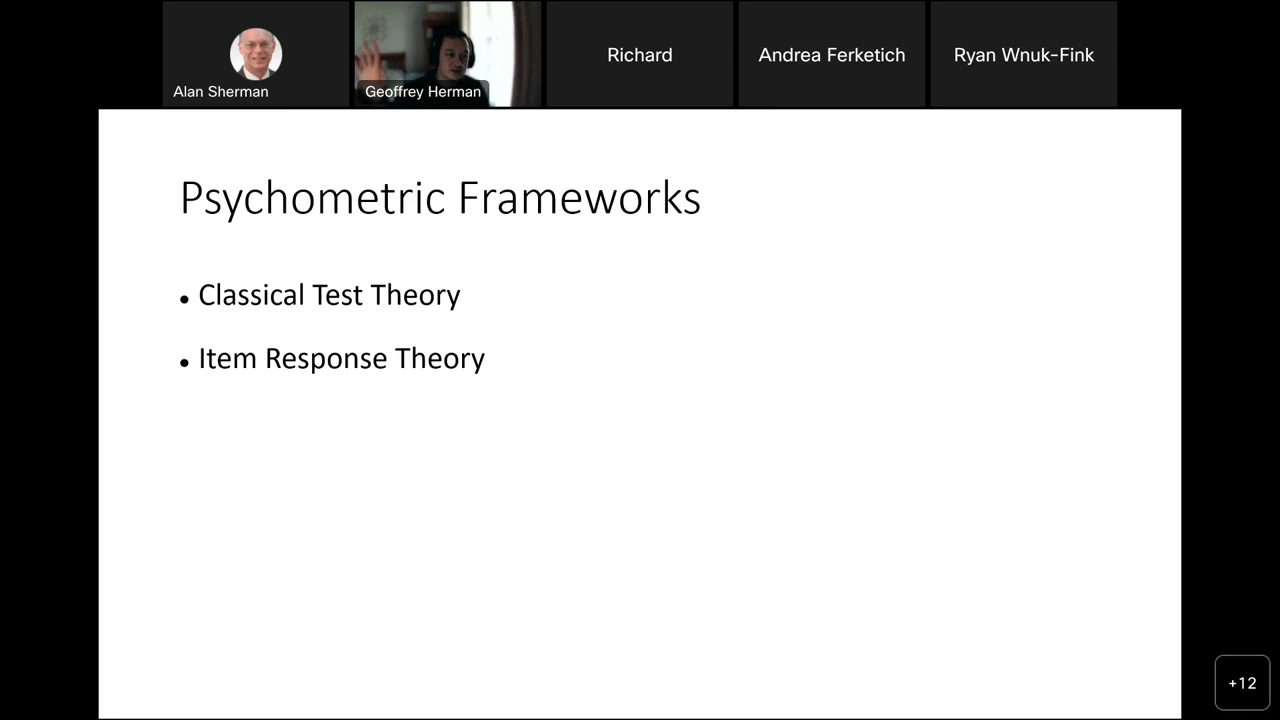 Alan Sherman
Geoffrey Herman
Richard
Andrea Ferketich
Ryan Wnuk-Fink
Psychometric Frameworks
• Classical Test Theory
• Item Response Theory
+12